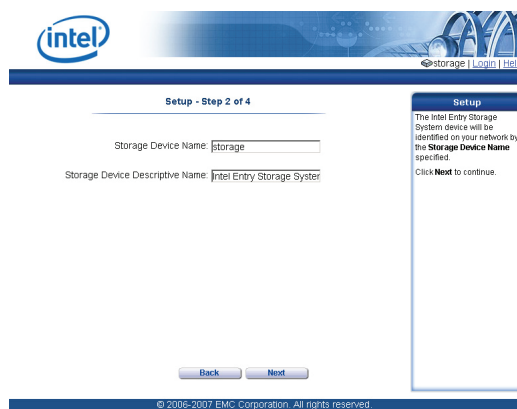 intel
storage | Login | Hel
Setup - Step 2 of 4
Storage Device Name: storage
Storage Device Descriptive Name: Intel Entry Storage System
Back
Next
Setup
The Intel Entry Storage
System device will be
identified on your network by
the Storage Device Name
specified.
Click Next to continue.
© 2006-2007 EMC Corporation. All rights reserved.